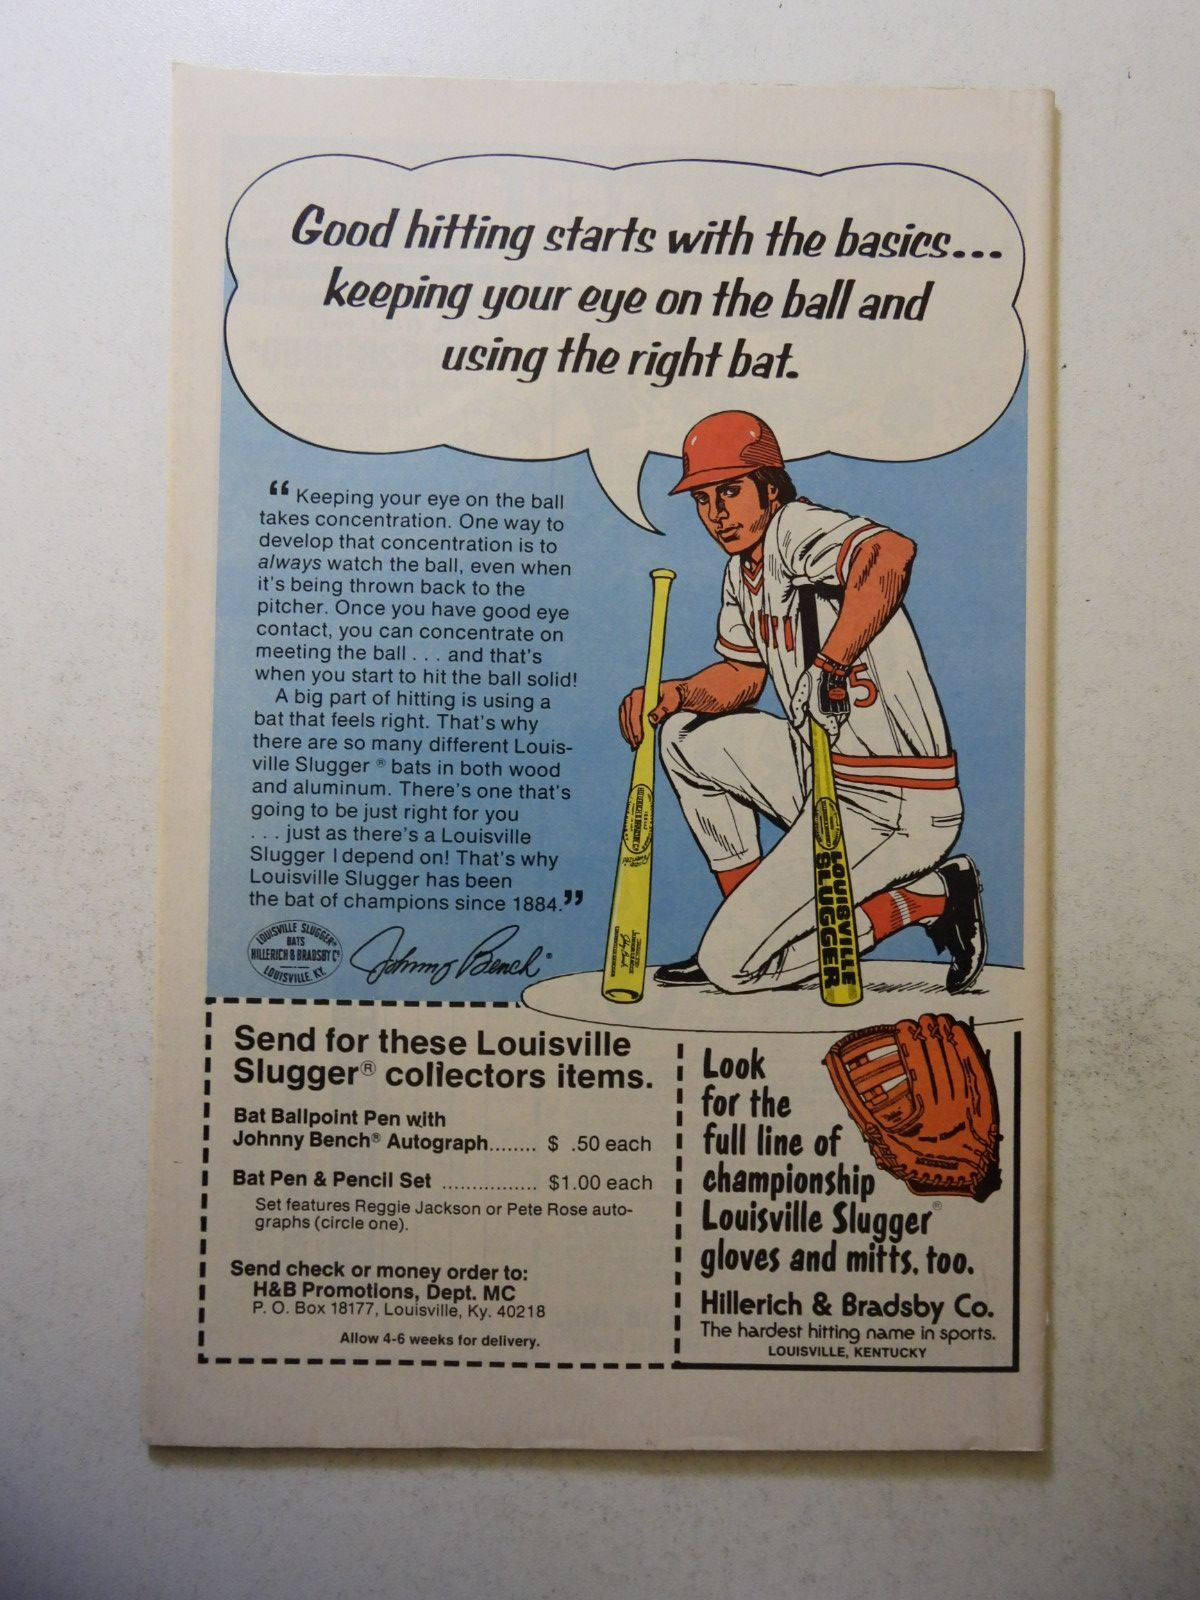 Good hitting starts with the basics...
keeping your eye on the ball and
using the right bat.
“Keeping your eye on the ball
takes concentration. One way to
develop that concentration is to
always watch the ball, even when
it's being thrown back to the
pitcher. Once you have good eye
contact, you can concentrate on
meeting the ball . . . and that's
when you start to hit the ball solid!
A big part of hitting is using a
bat that feels right. That's why
there are so many different Louis-
ville Slugger ® bats in both wood
and aluminum. There's one that's
going to be just right for you
. . . just as there's a Louisville
Slugger I depend on! That's why
Louisville Slugger has been
the bat of champions since 1884.”
LOUISVILLE SLUGGER®
BATS
HILLERICH & BRADSBY Cº
LOUISVILLE, KY.
Johnny Bench®
5
HILLERICH & BRADSBY Cº
LOUISVILLE
SLUGGER
Send for these Louisville
Slugger® collectors items.
Bat Ballpoint Pen with
Johnny Bench® Autograph........ $ .50 each
Bat Pen & Pencil Set ................ $1.00 each
Set features Reggie Jackson or Pete Rose auto-
graphs (circle one).
Send check or money order to:
H&B Promotions, Dept. MC
P. O. Box 18177, Louisville, Ky. 40218
Allow 4-6 weeks for delivery.
Look
for the
full line of
championship
Louisville Slugger®
gloves and mitts, too.
Hillerich & Bradsby Co.
The hardest hitting name in sports.
LOUISVILLE, KENTUCKY